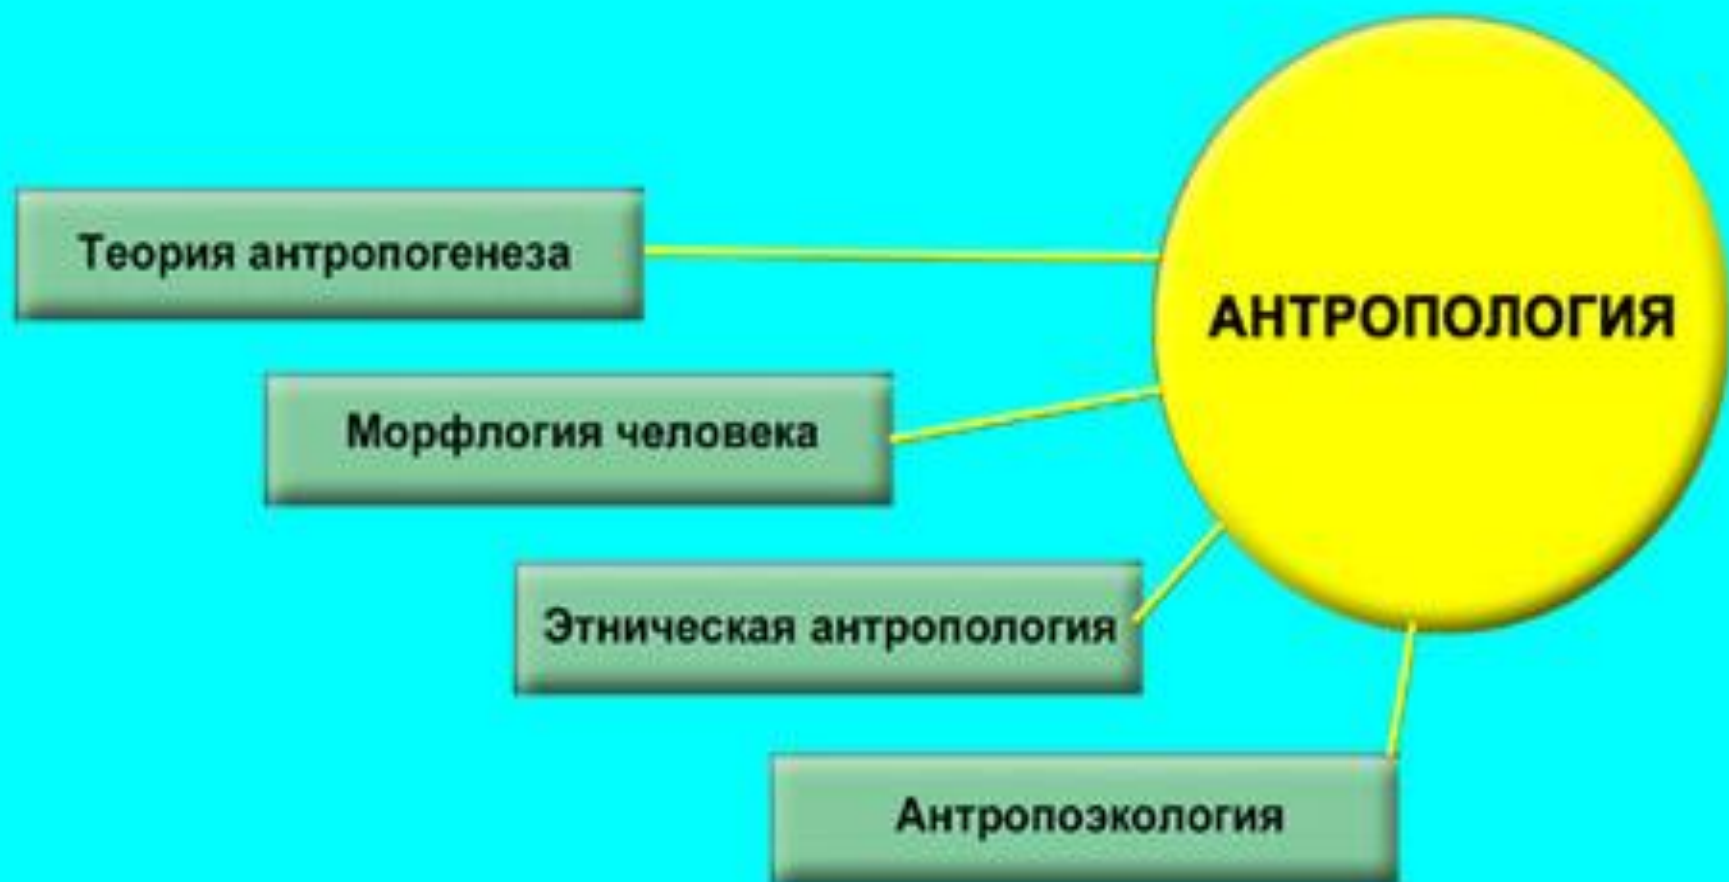 АНТРОПОЛОГИЯ
Теория антропогенеза
Морфлогия человека
Этническая антропология
Антропоэкология